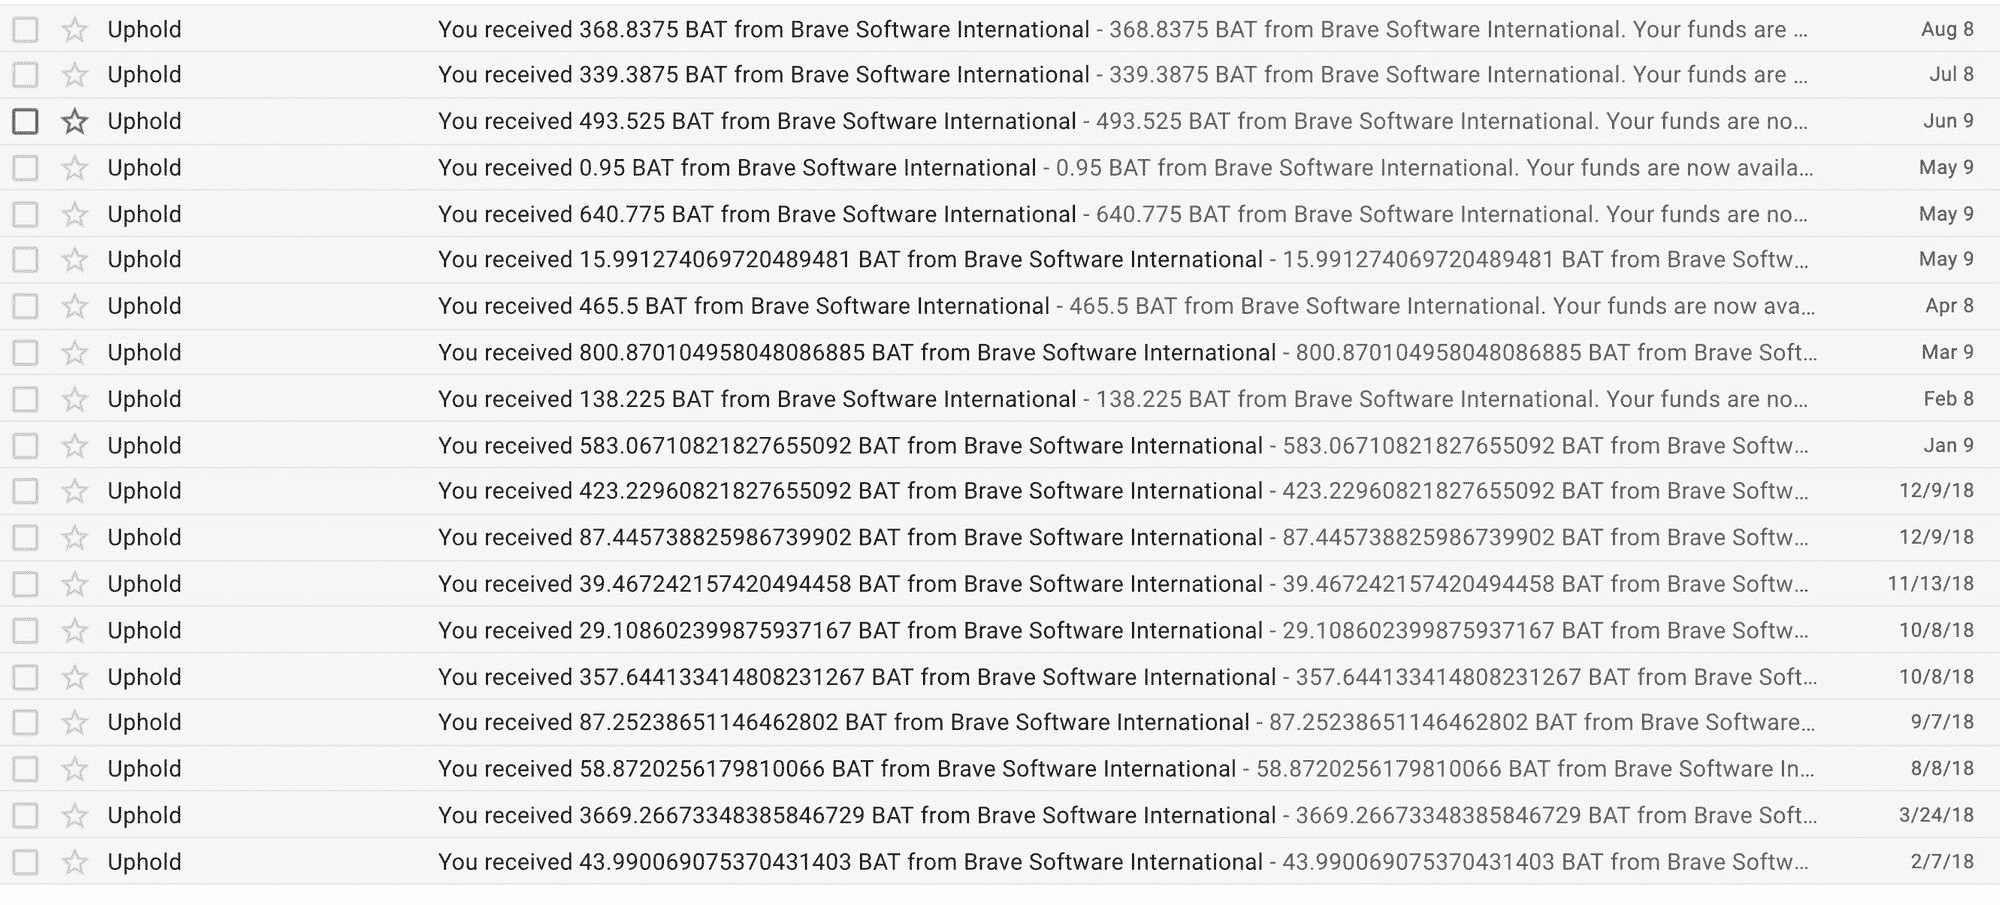 Uphold You received 368.8375 BAT from Brave Software International - 368.8375 BAT from Brave Software International. Your funds are ... Aug 8
Uphold You received 339.3875 BAT from Brave Software International - 339.3875 BAT from Brave Software International. Your funds are ... Jul 8
Uphold You received 493.525 BAT from Brave Software International - 493.525 BAT from Brave Software International. Your funds are no... Jun 9
Uphold You received 0.95 BAT from Brave Software International - 0.95 BAT from Brave Software International. Your funds are now availa... May 9
Uphold You received 640.775 BAT from Brave Software International - 640.775 BAT from Brave Software International. Your funds are no... May 9
Uphold You received 15.991274069720489481 BAT from Brave Software International - 15.991274069720489481 BAT from Brave Softw... May 9
Uphold You received 465.5 BAT from Brave Software International - 465.5 BAT from Brave Software International. Your funds are now ava... Apr 8
Uphold You received 800.870104958048086885 BAT from Brave Software International - 800.870104958048086885 BAT from Brave Soft... Mar 9
Uphold You received 138.225 BAT from Brave Software International - 138.225 BAT from Brave Software International. Your funds are no... Feb 8
Uphold You received 583.06710821827655092 BAT from Brave Software International - 583.06710821827655092 BAT from Brave Softw... Jan 9
Uphold You received 423.22960821827655092 BAT from Brave Software International - 423.22960821827655092 BAT from Brave Softw... 12/9/18
Uphold You received 87.445738825986739902 BAT from Brave Software International - 87.445738825986739902 BAT from Brave Softw... 12/9/18
Uphold You received 39.467242157420494458 BAT from Brave Software International - 39.467242157420494458 BAT from Brave Softw... 11/13/18
Uphold You received 29.108602399875937167 BAT from Brave Software International - 29.108602399875937167 BAT from Brave Softw... 10/8/18
Uphold You received 357.644133414808231267 BAT from Brave Software International - 357.644133414808231267 BAT from Brave Soft... 10/8/18
Uphold You received 87.25238651146462802 BAT from Brave Software International - 87.25238651146462802 BAT from Brave Software... 9/7/18
Uphold You received 58.8720256179810066 BAT from Brave Software International - 58.8720256179810066 BAT from Brave Software In... 8/8/18
Uphold You received 3669.26673348385846729 BAT from Brave Software International - 3669.26673348385846729 BAT from Brave Soft... 3/24/18
Uphold You received 43.990069075370431403 BAT from Brave Software International - 43.990069075370431403 BAT from Brave Softw... 2/7/18